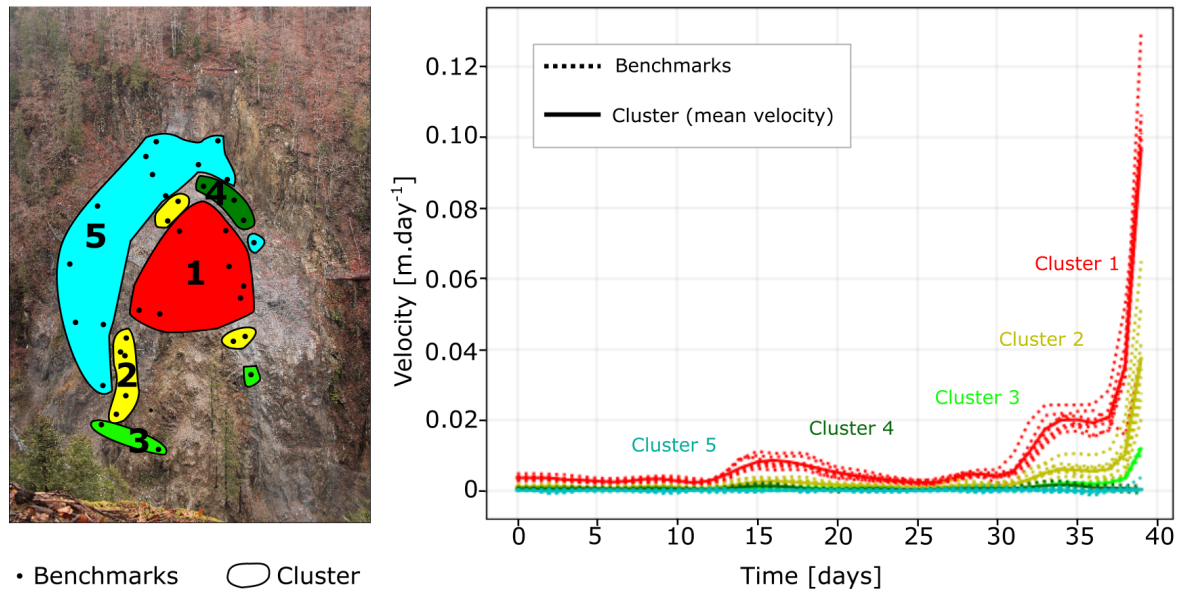 5
4
1
2
3
Benchmarks
Cluster
Velocity [m.day-1]
0.12
0.10
0.08
0.06
0.04
0.02
0
Benchmarks
Cluster (mean velocity)
Cluster 1
Cluster 2
Cluster 3
Cluster 4
Cluster 5
0 5 10 15 20 25 30 35 40
Time [days]